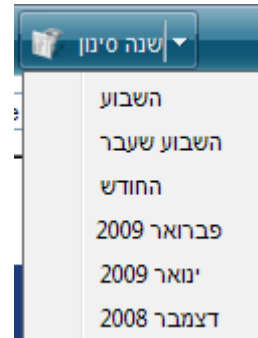 שנה סינון
השבוע
השבוע שעבר
החודש
פברואר 2009
ינואר 2009
דצמבר 2008